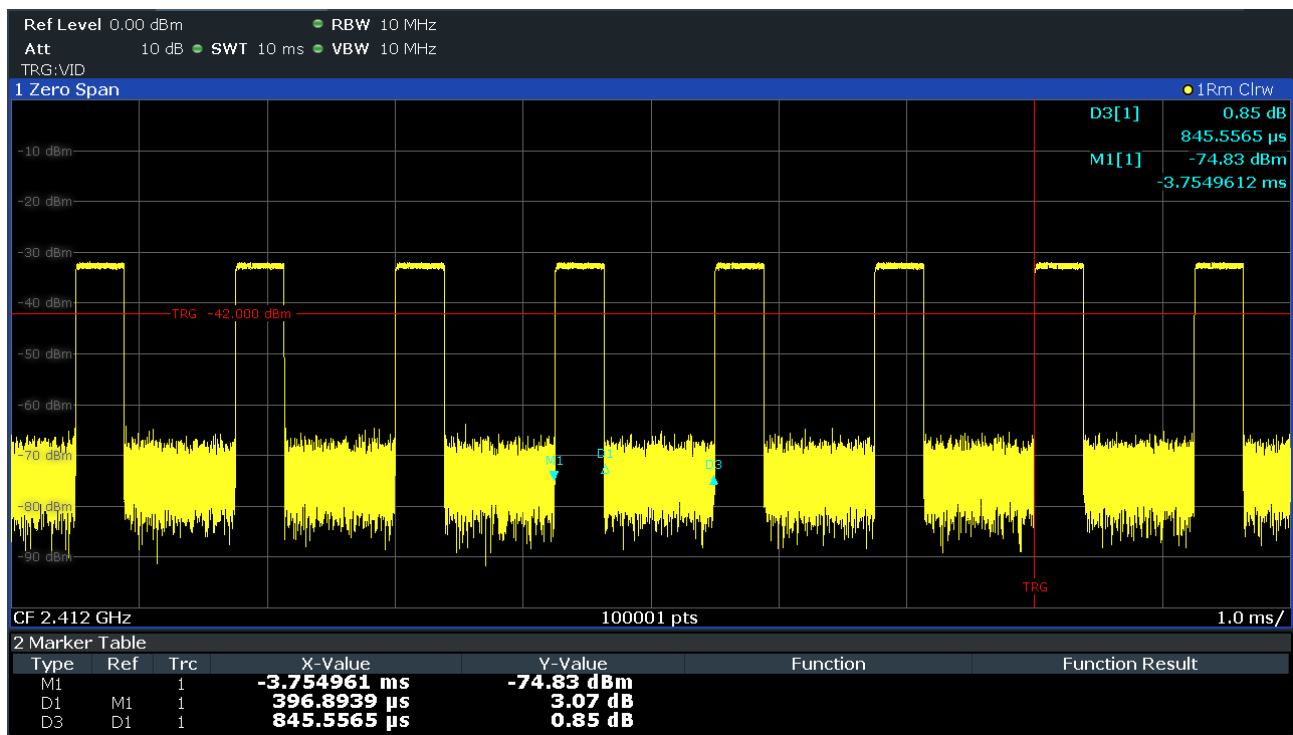 Ref Level 0.00 dBm RBW 10 MHz
Att 10 dB SWT 10 ms VBW 10 MHz
TRG:VID
1 Zero Span 1Rm Clrw
D3[1] 0.85 dB
845.5565 µs
M1[1] -74.83 dBm
-3.7549612 ms
-10 dBm
-20 dBm
-30 dBm
-40 dBm
TRG -42.000 dBm
-50 dBm
-60 dBm
-70 dBm
M1 D1 D3
-80 dBm
-90 dBm
TRG
CF 2.412 GHz 100001 pts 1.0 ms/
2 Marker Table
Type Ref Trc X-Value Y-Value Function Function Result
M1 1 -3.754961 ms -74.83 dBm
D1 M1 1 396.8939 µs 3.07 dB
D3 D1 1 845.5565 µs 0.85 dB